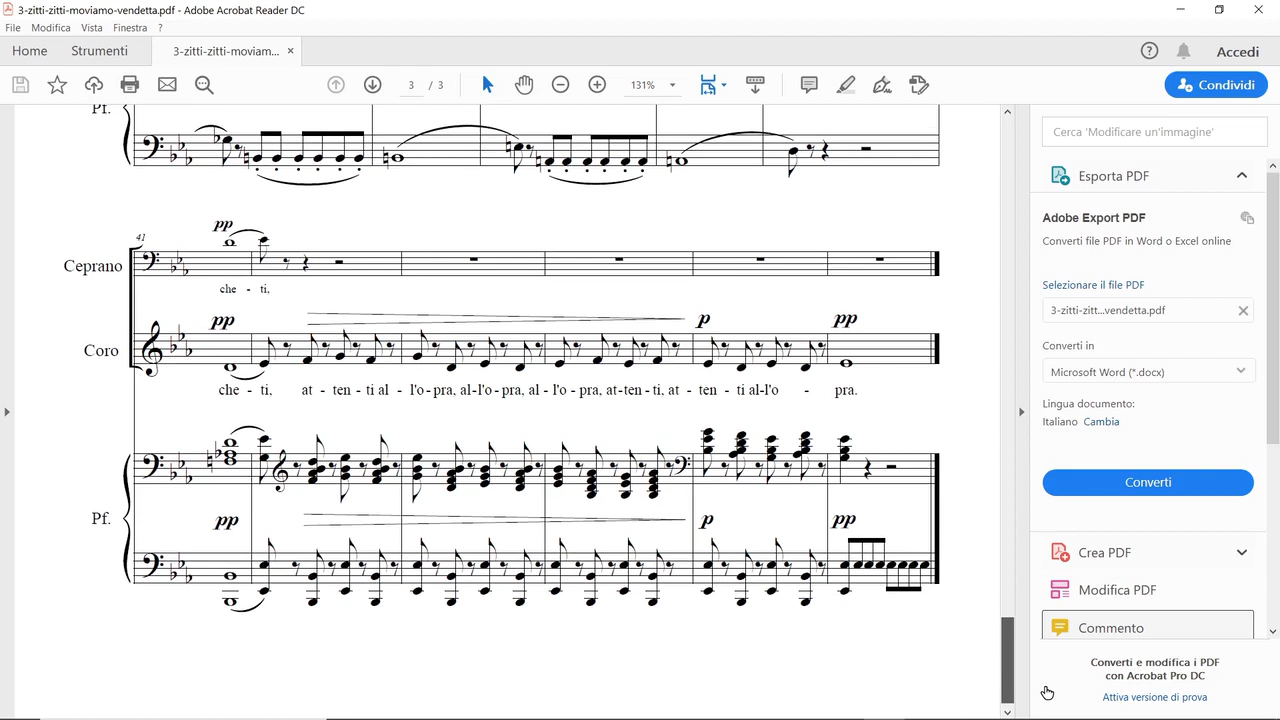 3-zitti-zitti-moviamo-vendetta.pdf - Adobe Acrobat Reader DC
File Modifica Vista Finestra ?
Home Strumenti 3-zitti-zitti-moviam... × Accedi
3 / 3 131% Condividi
Pf.
Cerca 'Modificare un'immagine'
Esporta PDF
Adobe Export PDF
Converti file PDF in Word o Excel online
Selezionare il file PDF
3-zitti-zitt...vendetta.pdf
Converti in
Microsoft Word (*.docx)
Lingua documento:
Italiano Cambia
Converti
Crea PDF
Modifica PDF
Commento
Converti e modifica i PDF
con Acrobat Pro DC
Attiva versione di prova
pp
41
Ceprano
che - ti,
pp p pp
Coro
che - ti, at - ten - ti al - l'o - pra, al-l'o - pra, al - l'o - pra, at-ten - ti, at - ten - ti al-l'o - pra.
Pf.
pp p pp